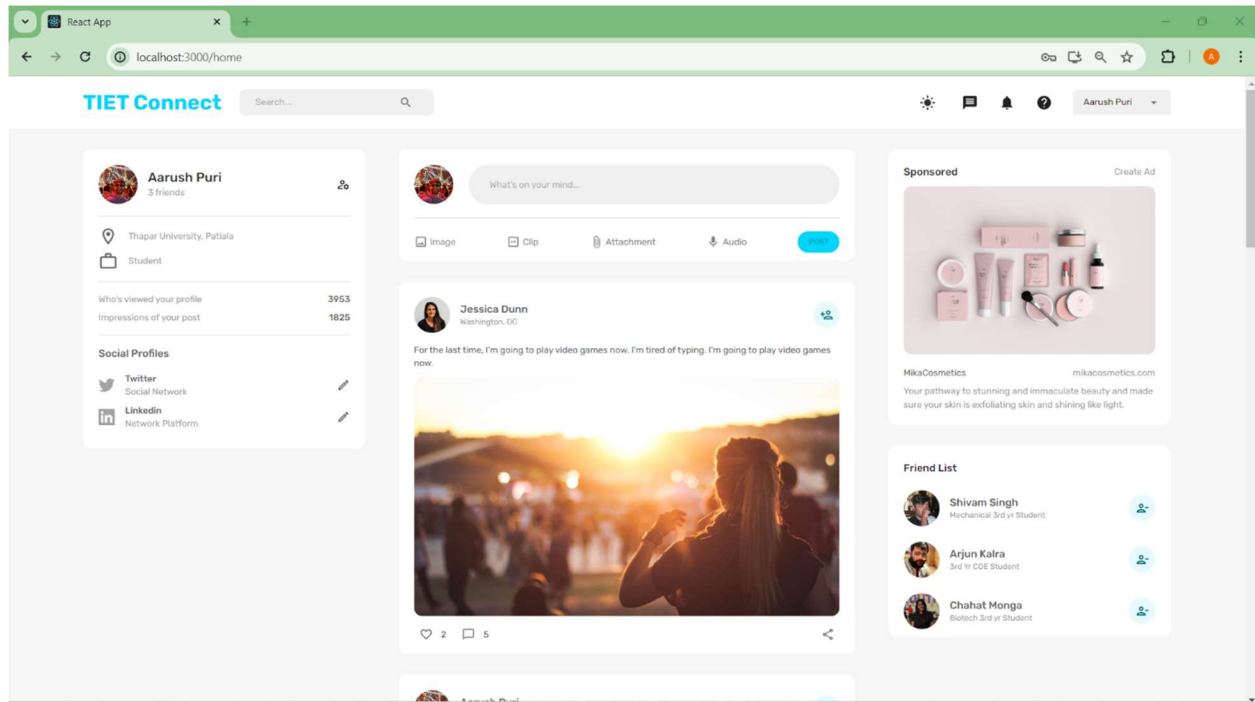 React App
localhost:3000/home
A
TIET Connect
Search...
Aarush Puri
Aarush Puri
3 friends
Thapar University, Patiala
Student
Who's viewed your profile 3953
Impressions of your post 1825
Social Profiles
Twitter
Social Network
Linkedin
Network Platform
What's on your mind...
Image Clip Attachment Audio POST
Jessica Dunn
Washington, DC
For the last time, I'm going to play video games now. I'm tired of typing. I'm going to play video games
now.
2 5
Aarush Puri
Sponsored Create Ad
MikaCosmetics mikacosmetics.com
Your pathway to stunning and immaculate beauty and made
sure your skin is exfoliating skin and shining like light.
Friend List
Shivam Singh
Mechanical 3rd yr Student
Arjun Kalra
3rd Yr COE Student
Chahat Monga
Biotech 3rd yr Student